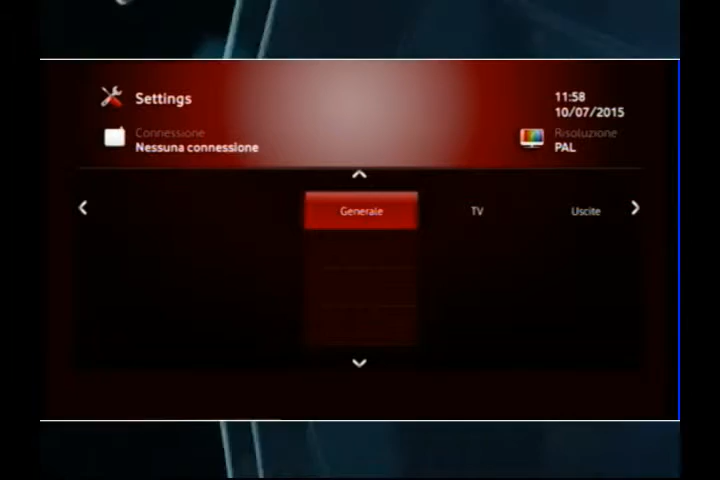 Settings
11:58
10/07/2015
Connessione
Nessuna connessione
Risoluzione
PAL
Generale
TV
Uscite